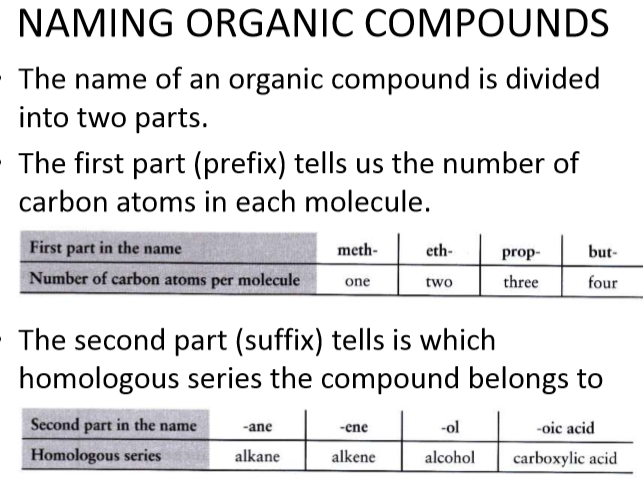 NAMING ORGANIC COMPOUNDS
• The name of an organic compound is divided
into two parts.
• The first part (prefix) tells us the number of
carbon atoms in each molecule.
First part in the name meth- eth- prop- but-
Number of carbon atoms per molecule one two three four
• The second part (suffix) tells is which
homologous series the compound belongs to
Second part in the name -ane -ene -ol -oic acid
Homologous series alkane alkene alcohol carboxylic acid